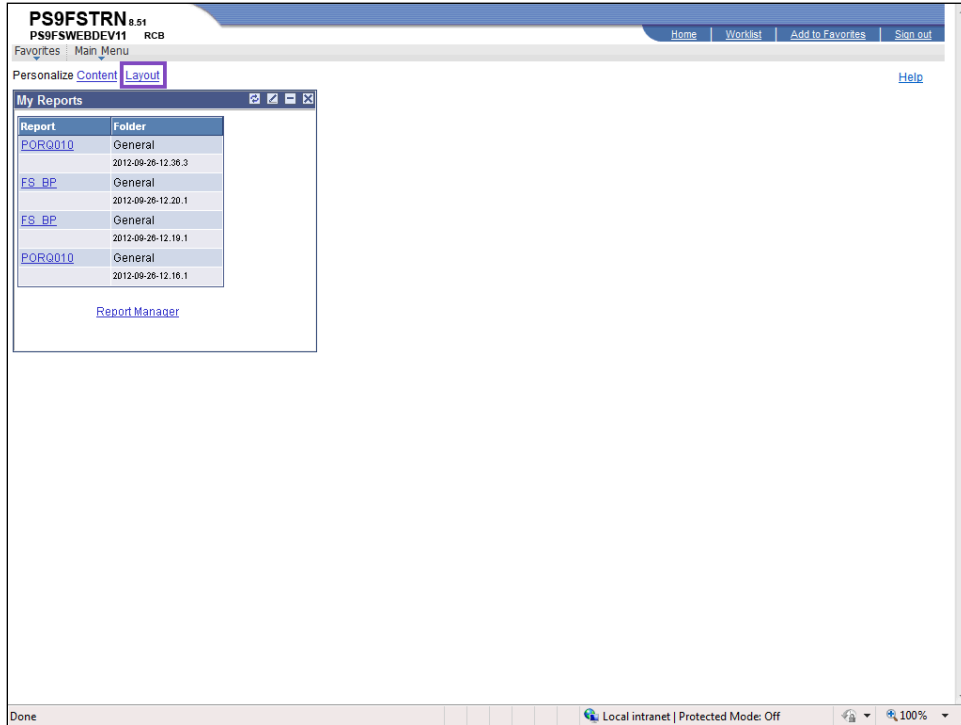 PS9FSTRN 8.51
PS9FSWEBDEV11 RCB
Home Worklist Add to Favorites Sign out
Favorites Main Menu
Personalize Content Layout
Help
My Reports
Report Folder
PORQ010 General
2012-09-26-12.36.3
FS_BP General
2012-09-26-12.20.1
FS_BP General
2012-09-26-12.19.1
PORQ010 General
2012-09-26-12.16.1
Report Manager
Done Local intranet | Protected Mode: Off 100%